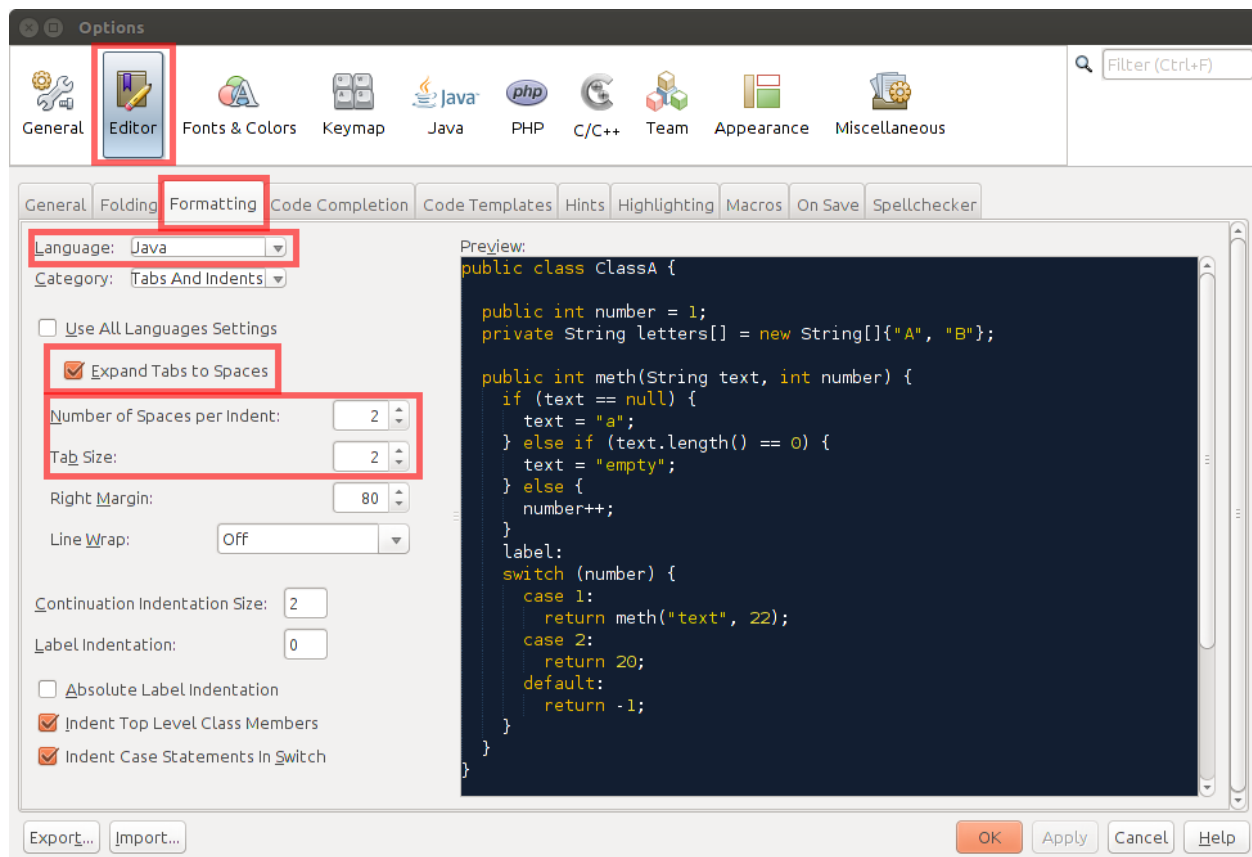 Options
Filter (Ctrl+F)
General
Editor
Fonts & Colors
Keymap
Java
Java
PHP
php
C/C++
Team
Appearance
Miscellaneous
General Folding Formatting Code Completion Code Templates Hints Highlighting Macros On Save Spellchecker
Language: Java
Category: Tabs And Indents
Use All Languages Settings
Expand Tabs to Spaces
Number of Spaces per Indent: 2
Tab Size: 2
Right Margin: 80
Line Wrap: Off
Continuation Indentation Size: 2
Label Indentation: 0
Absolute Label Indentation
Indent Top Level Class Members
Indent Case Statements In Switch
Preview:
public class ClassA {
public int number = 1;
private String letters[] = new String[]{"A", "B"};
public int meth(String text, int number) {
if (text == null) {
text = "a";
} else if (text.length() == 0) {
text = "empty";
} else {
number++;
}
label:
switch (number) {
case 1:
return meth("text", 22);
case 2:
return 20;
default:
return -1;
}
}
}
Export... Import...
OK Apply Cancel Help